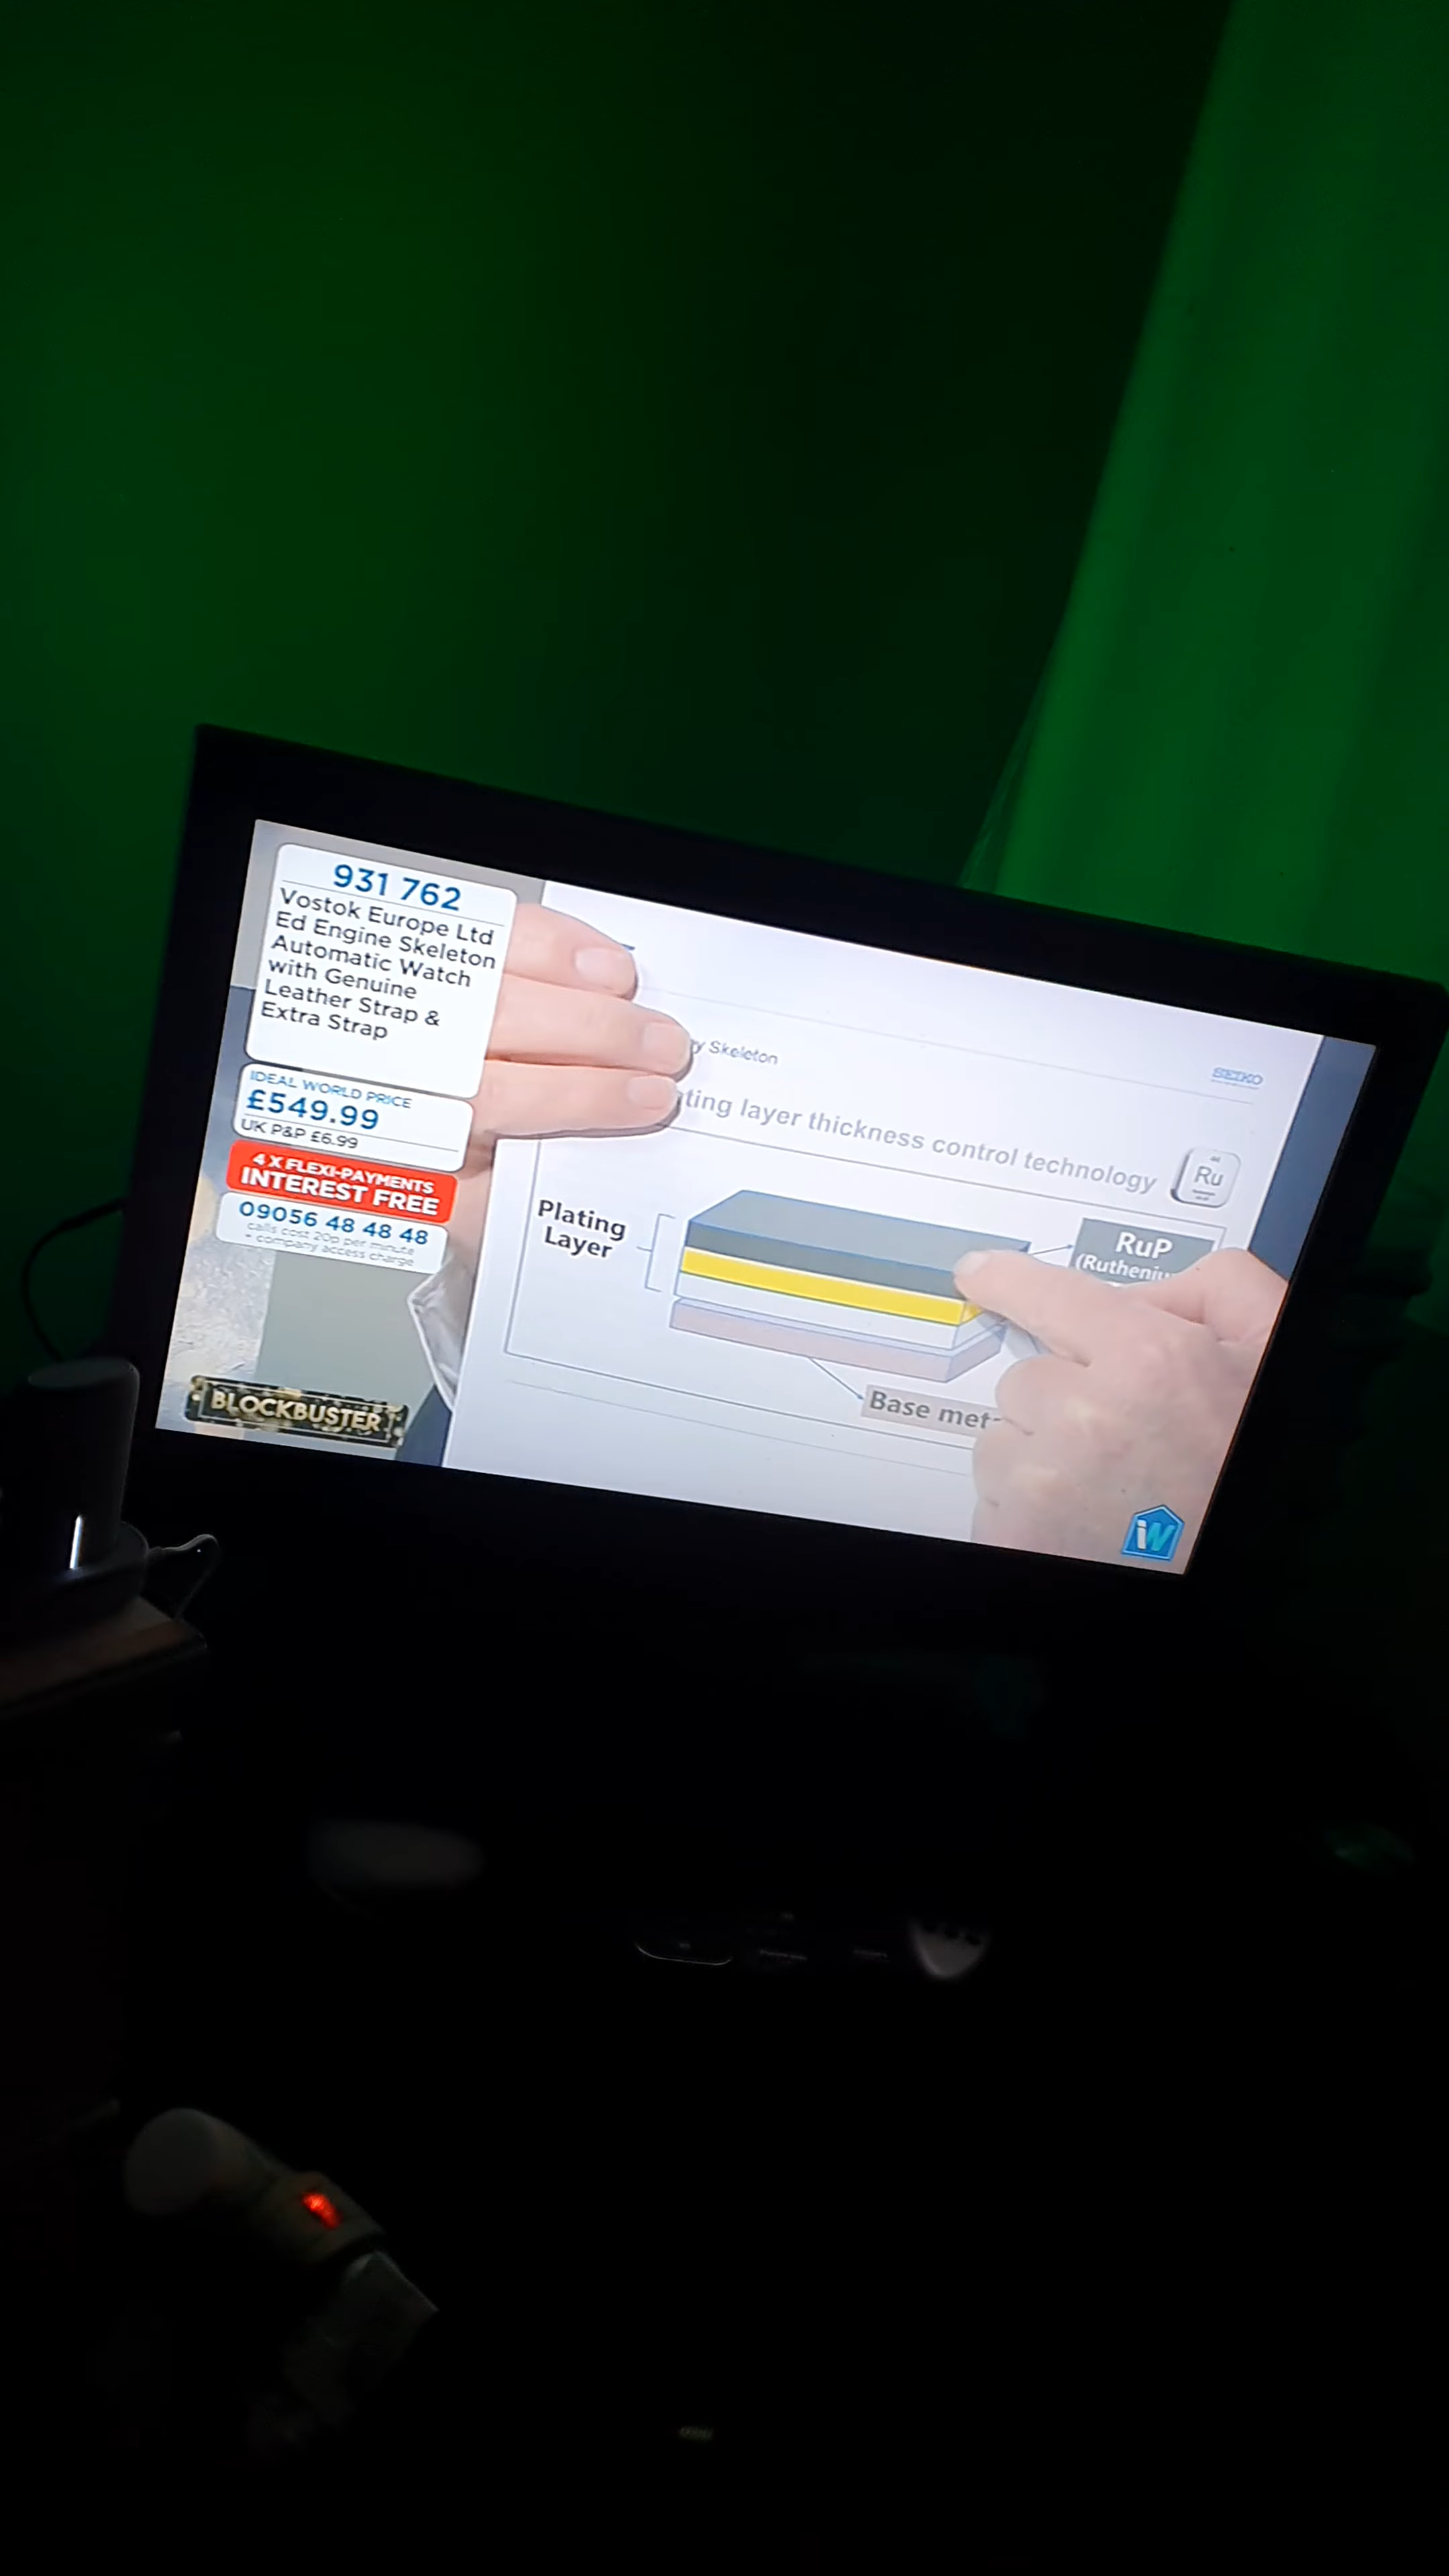 931 762
Vostok Europe Ltd
Ed Engine Skeleton
Automatic Watch
with Genuine
Leather Strap &
Extra Strap
IDEAL WORLD PRICE
£549.99
UK P&P £6.99
4 X FLEXI-PAYMENTS
INTEREST FREE
09056 48 48 48
calls cost 20p per minute
+ company access charge
BLOCKBUSTER
Skeleton
SEIKO
layer thickness control technology
44
Ru
Plating
Layer
RuP
Base
iW